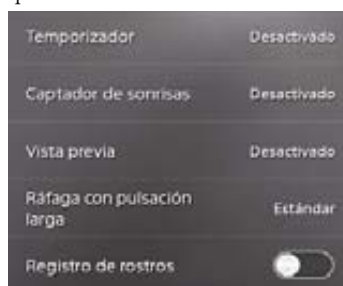 Temporizador Desactivado
Captador de sonrisas Desactivado
Vista previa Desactivado
Ráfaga con pulsación
larga Estándar
Registro de rostros